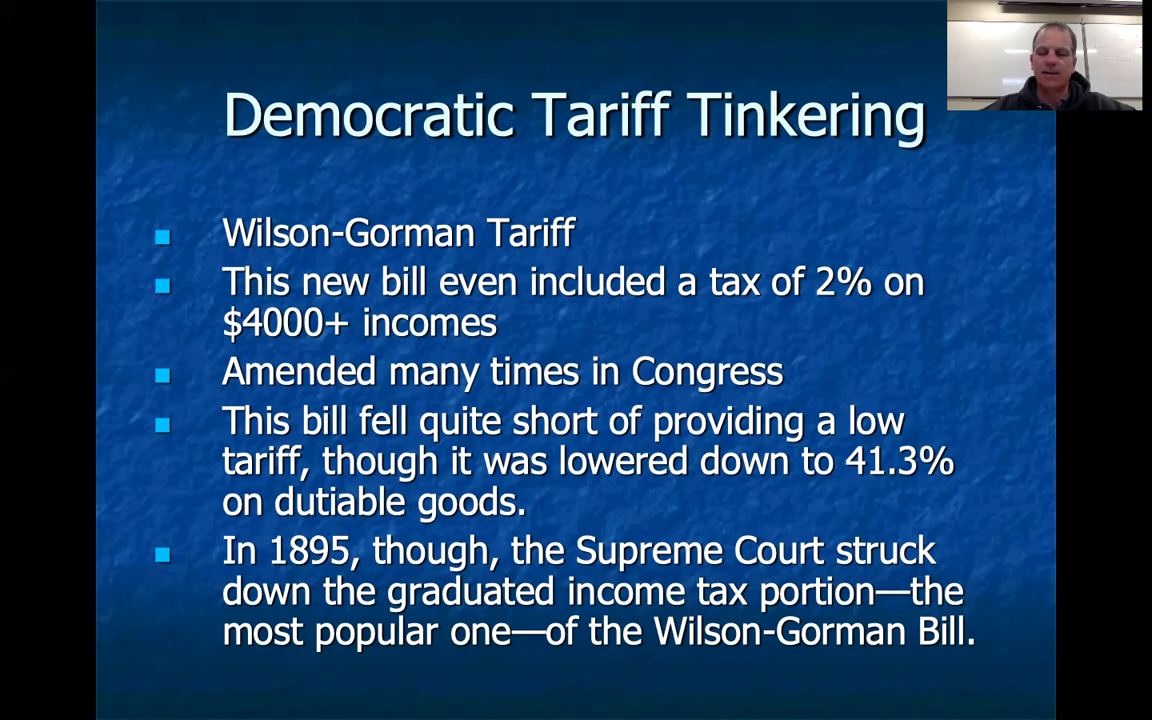 Democratic Tariff Tinkering
Wilson-Gorman Tariff
This new bill even included a tax of 2% on
$4000+ incomes
Amended many times in Congress
This bill fell quite short of providing a low
tariff, though it was lowered down to 41.3%
on dutiable goods.
In 1895, though, the Supreme Court struck
down the graduated income tax portion—the
most popular one—of the Wilson-Gorman Bill.